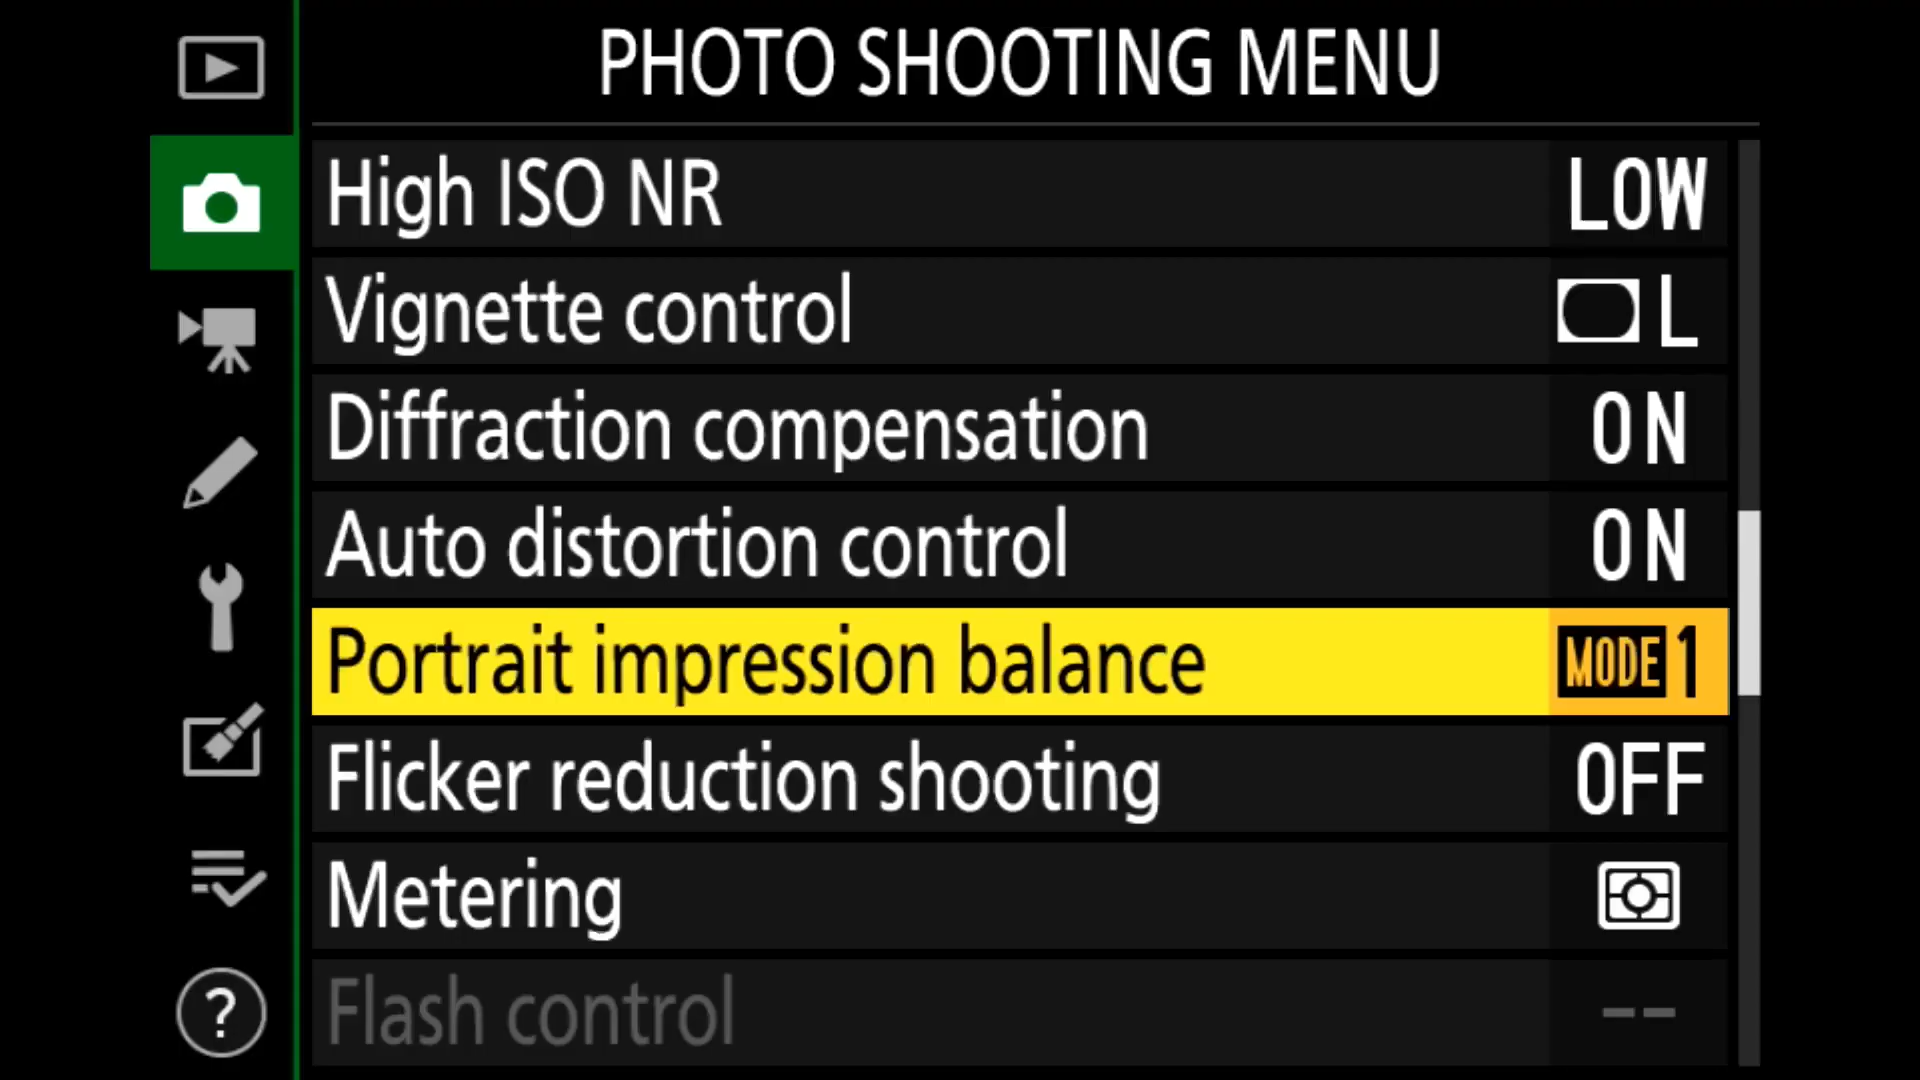 PHOTO SHOOTING MENU
High ISO NR LOW
Vignette control L
Diffraction compensation ON
Auto distortion control ON
Portrait impression balance MODE 1
Flicker reduction shooting OFF
Metering
Flash control --
?